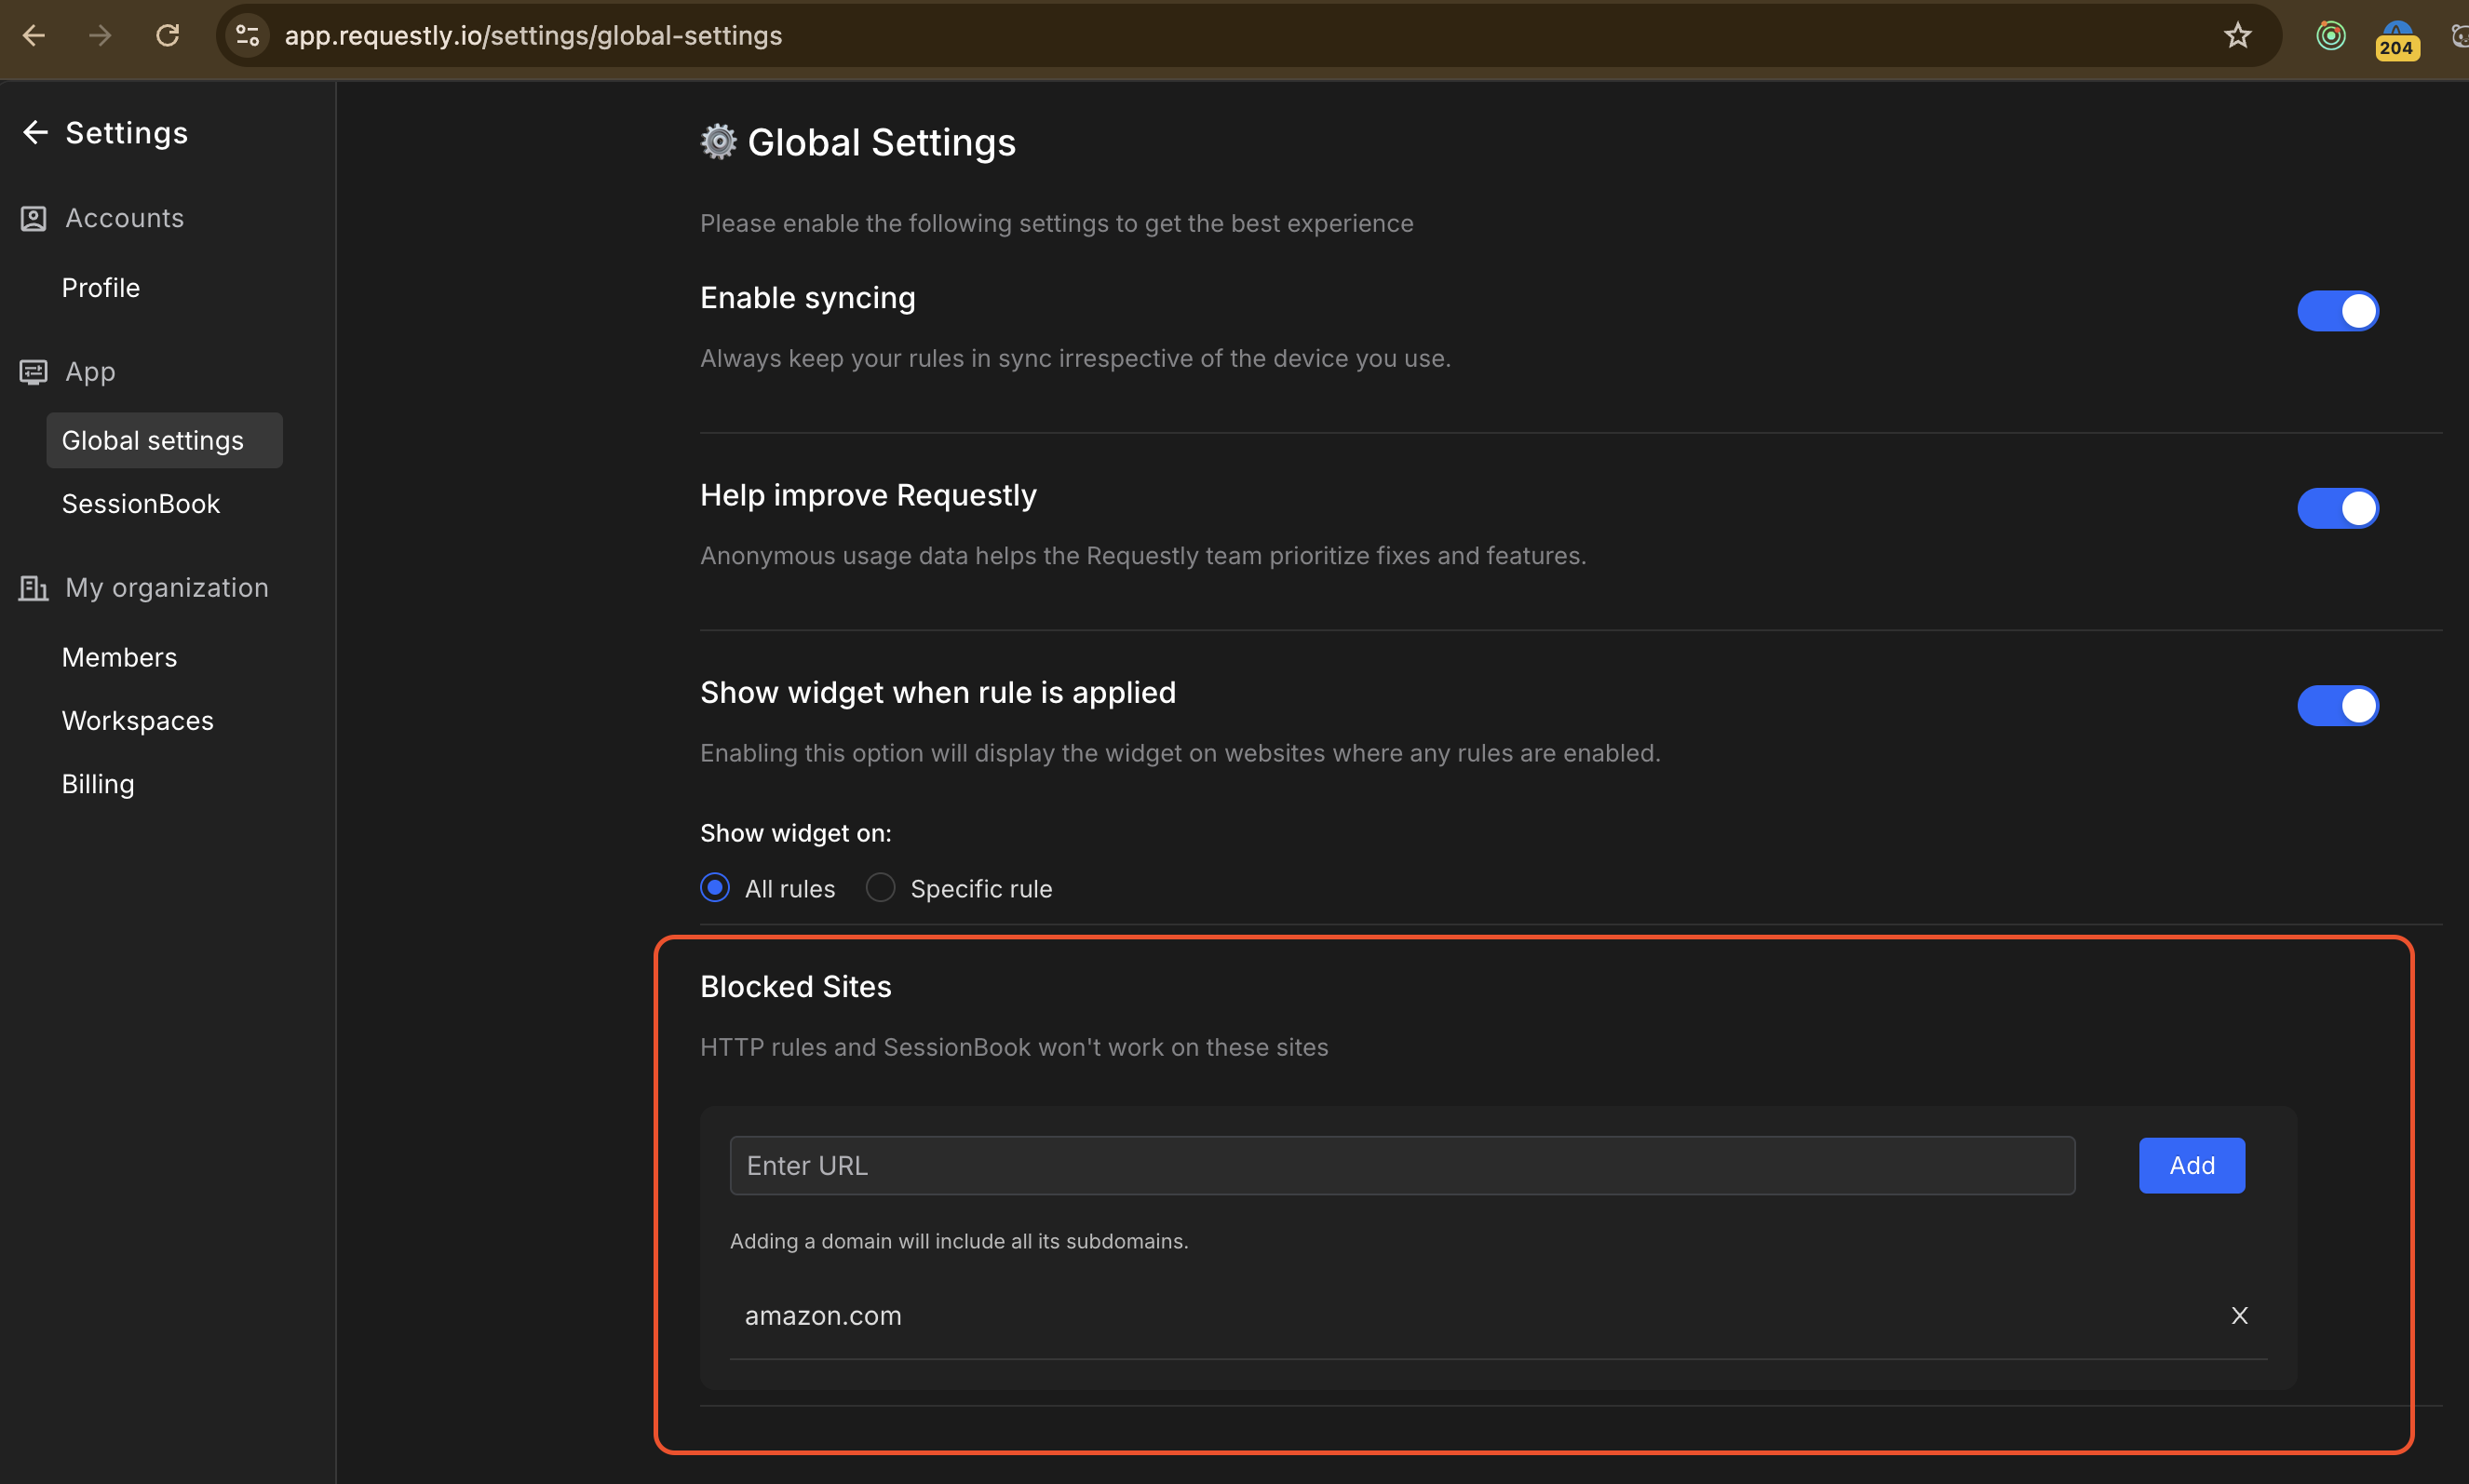 app.requestly.io/settings/global-settings
204
Settings
Accounts
Profile
App
Global settings
SessionBook
My organization
Members
Workspaces
Billing
Global Settings
Please enable the following settings to get the best experience
Enable syncing
Always keep your rules in sync irrespective of the device you use.
Help improve Requestly
Anonymous usage data helps the Requestly team prioritize fixes and features.
Show widget when rule is applied
Enabling this option will display the widget on websites where any rules are enabled.
Show widget on:
All rules Specific rule
Blocked Sites
HTTP rules and SessionBook won't work on these sites
Enter URL Add
Adding a domain will include all its subdomains.
amazon.com X